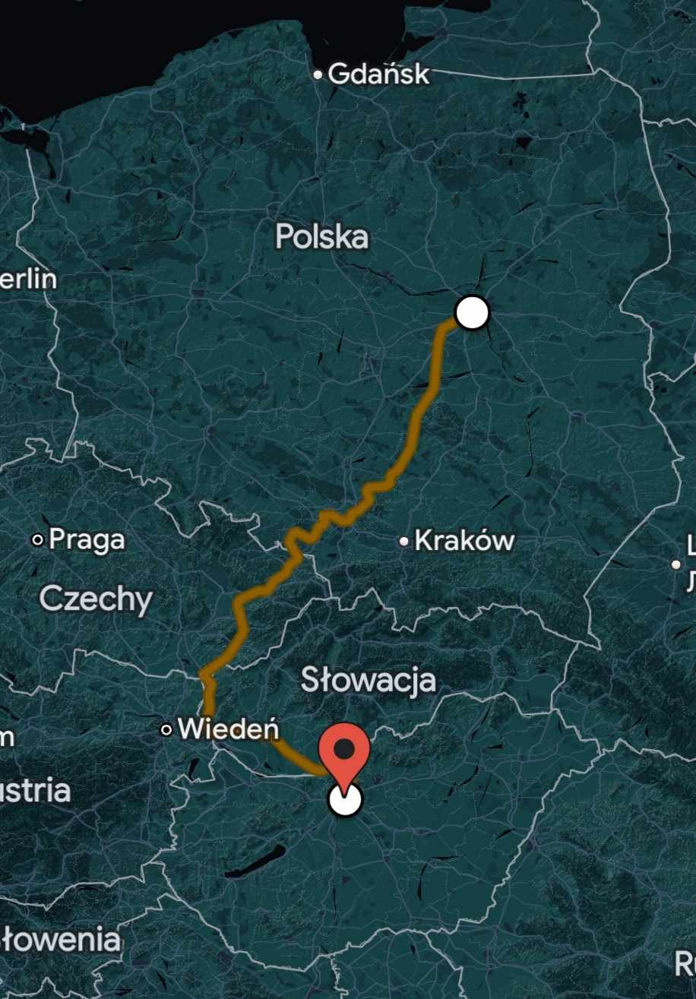 Gdańsk
Polska
erlin
Praga
Kraków
Czechy
L
Słowacja
Wiedeń
m
ustria
łowenia
R